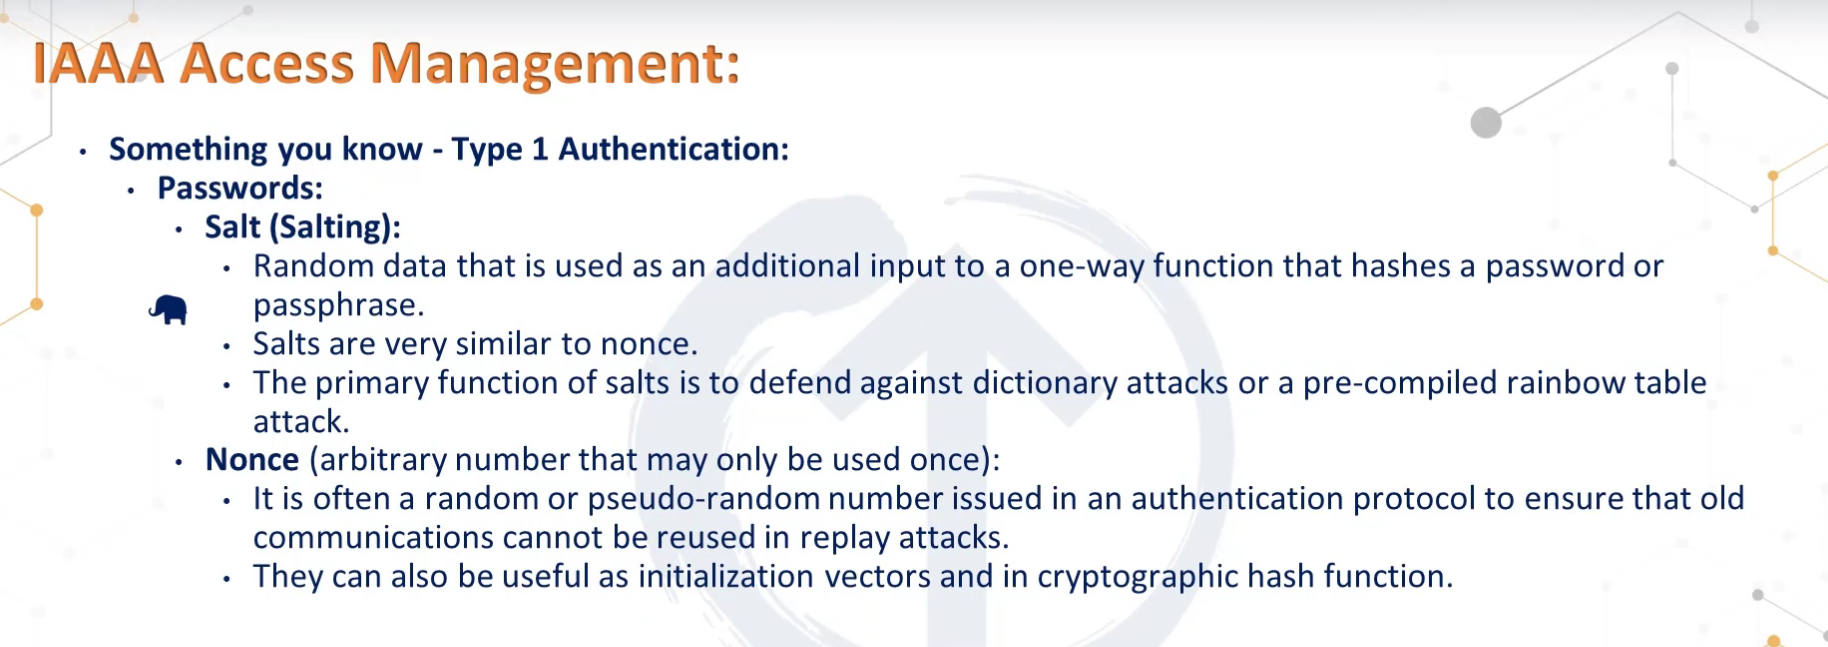 IAAA Access Management:
• Something you know - Type 1 Authentication:
• Passwords:
• Salt (Salting):
• Random data that is used as an additional input to a one-way function that hashes a password or
passphrase.
• Salts are very similar to nonce.
• The primary function of salts is to defend against dictionary attacks or a pre-compiled rainbow table
attack.
• Nonce (arbitrary number that may only be used once):
• It is often a random or pseudo-random number issued in an authentication protocol to ensure that old
communications cannot be reused in replay attacks.
• They can also be useful as initialization vectors and in cryptographic hash function.